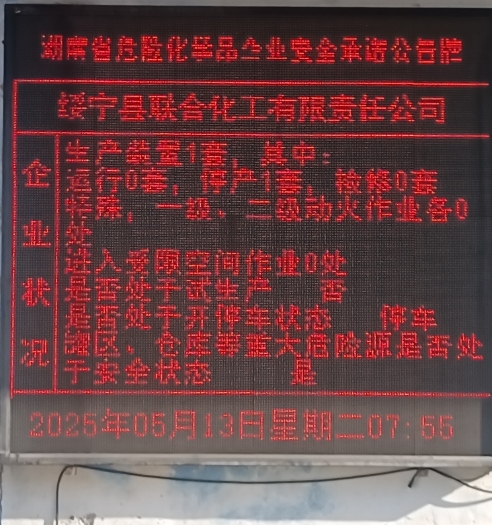 湖南省危险化学品企业安全承诺公告牌
绥宁县联合化工有限责任公司
企业状况
生产装置1套，其中：
运行0套，停产1套，检修0套
特殊、一级、二级动火作业各0
处
进入受限空间作业0处
是否处于试生产 否
是否处于开停车状态 停车
罐区、仓库等重大危险源是否处
于安全状态 是
2025年05月13日星期二07:55